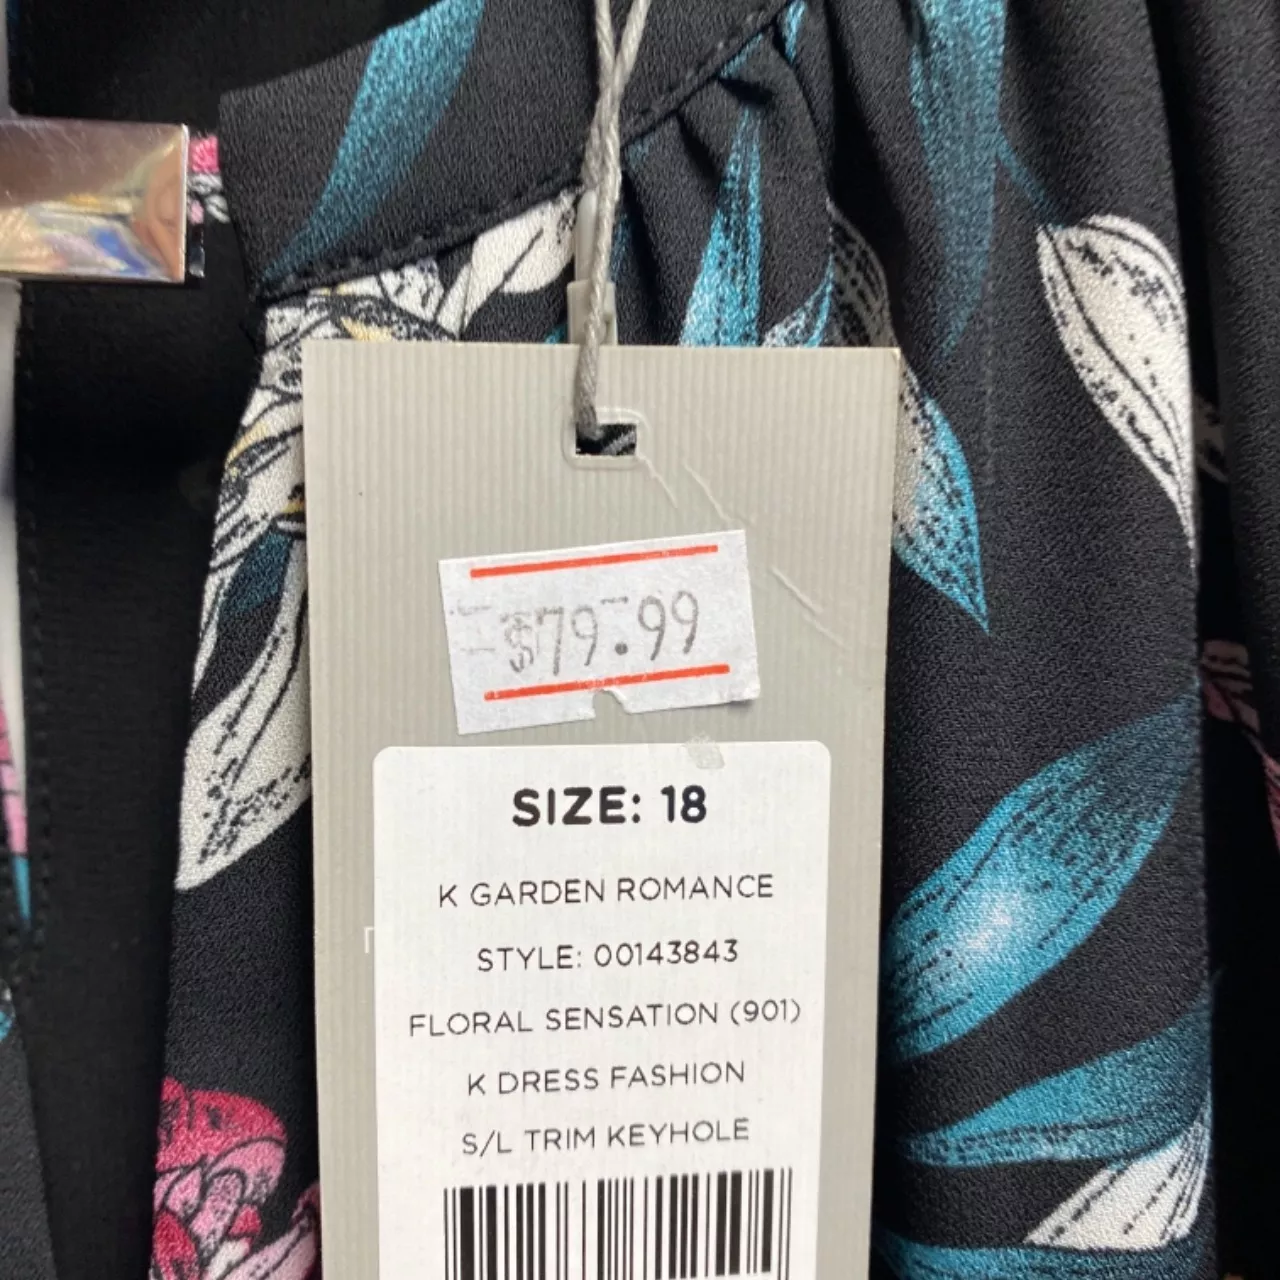 $79.99
SIZE: 18
K GARDEN ROMANCE
STYLE: 00143843
FLORAL SENSATION (901)
K DRESS FASHION
S/L TRIM KEYHOLE